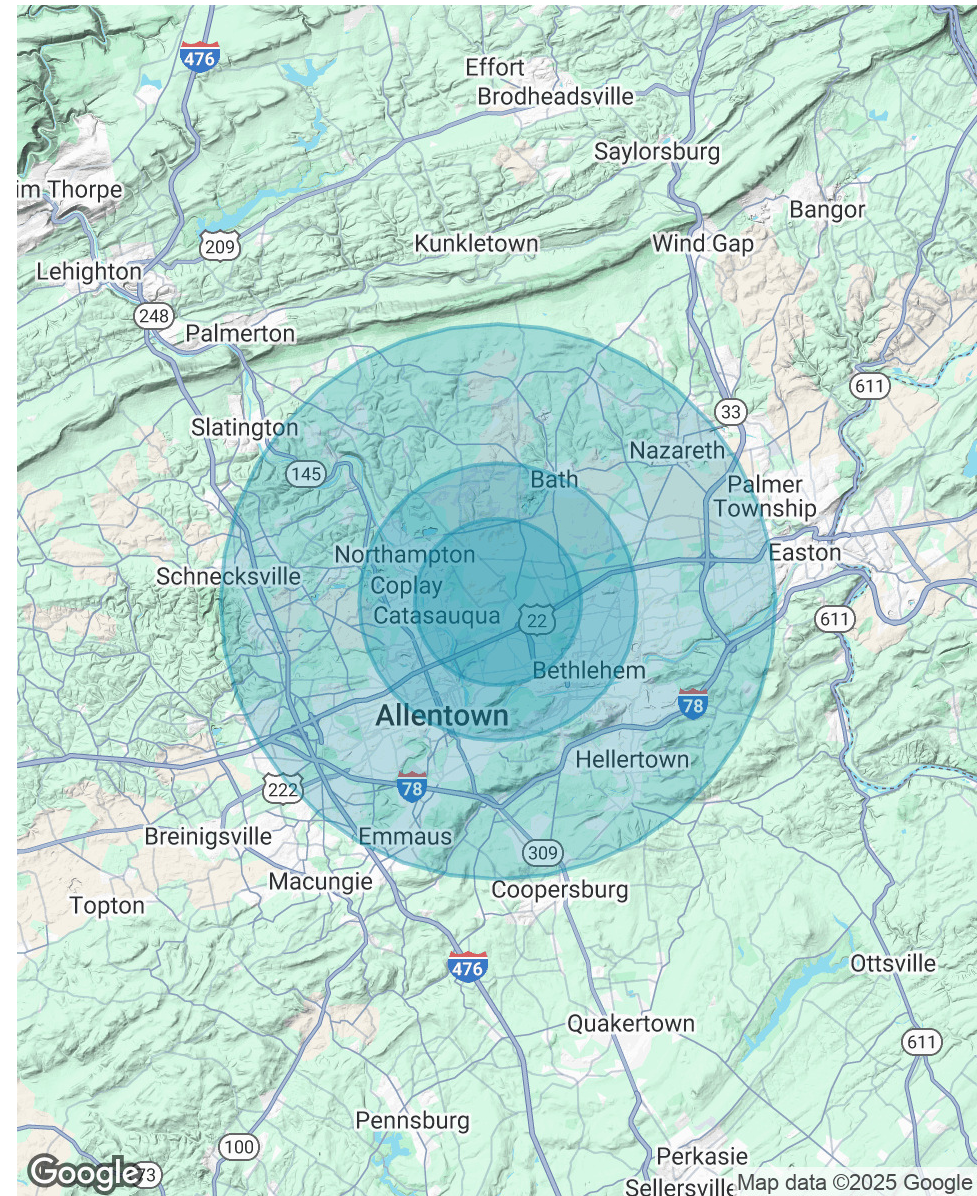 476
Effort
Brodheadsville
Saylorsburg
im Thorpe
Bangor
209
Kunkletown
Wind Gap
Lehighton
248
Palmerton
611
33
Slatington
Nazareth
145
Bath
Palmer
Township
Northampton
Easton
Schnecksville
Coplay
Catasauqua
22
611
Bethlehem
78
Allentown
Hellertown
222
78
Breinigsville
Emmaus
309
Macungie
Coopersburg
Topton
476
Ottsville
Quakertown
611
Pennsburg
100
Perkasie
Google
73
Sellersville
Map data ©2025 Google